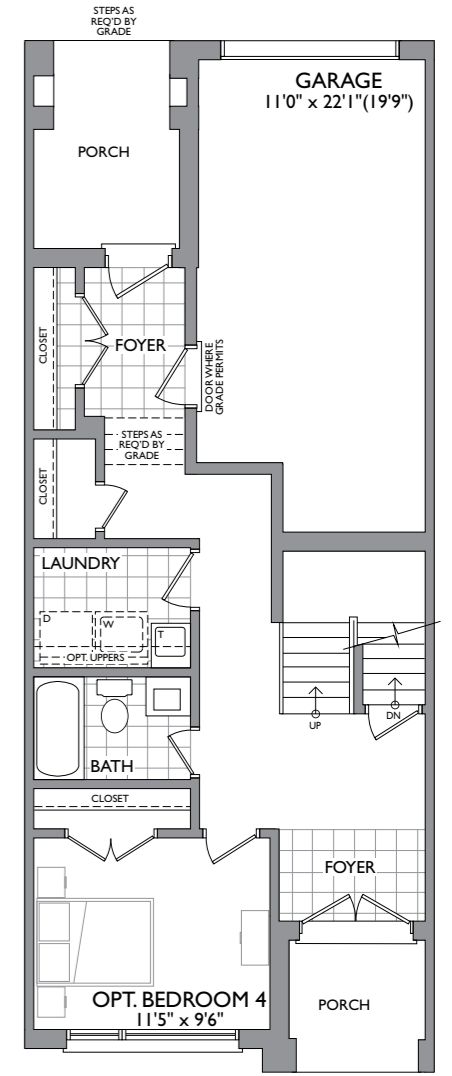 STEPS AS
REQ'D BY
GRADE
GARAGE
11'0" x 22'1"(19'9")
PORCH
CLOSET
FOYER
DOOR WHERE
GRADE PERMITS
STEPS AS
REQ'D BY
GRADE
CLOSET
LAUNDRY
D
W
T
OPT. UPPERS
UP
DN
BATH
CLOSET
FOYER
OPT. BEDROOM 4
11'5" x 9'6"
PORCH